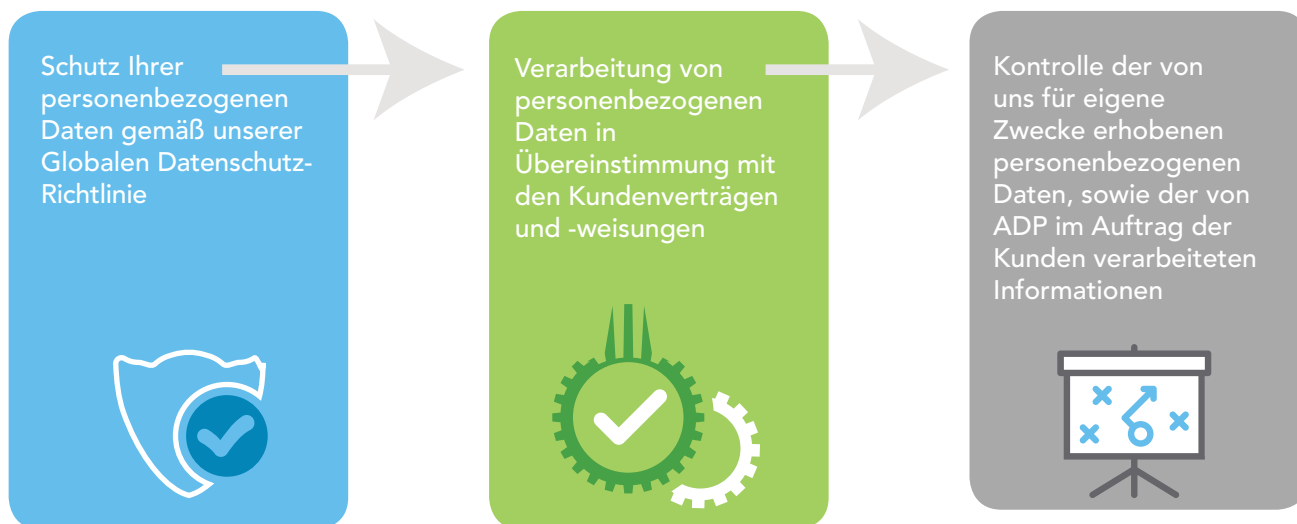 Schutz Ihrer
personenbezogenen
Daten gemäß unserer
Globalen Datenschutz-
Richtlinie
Verarbeitung von
personenbezogenen
Daten in
Übereinstimmung mit
den Kundenverträgen
und -weisungen
Kontrolle der von
uns für eigene
Zwecke erhobenen
personenbezogenen
Daten, sowie der von
ADP im Auftrag der
Kunden verarbeiteten
Informationen